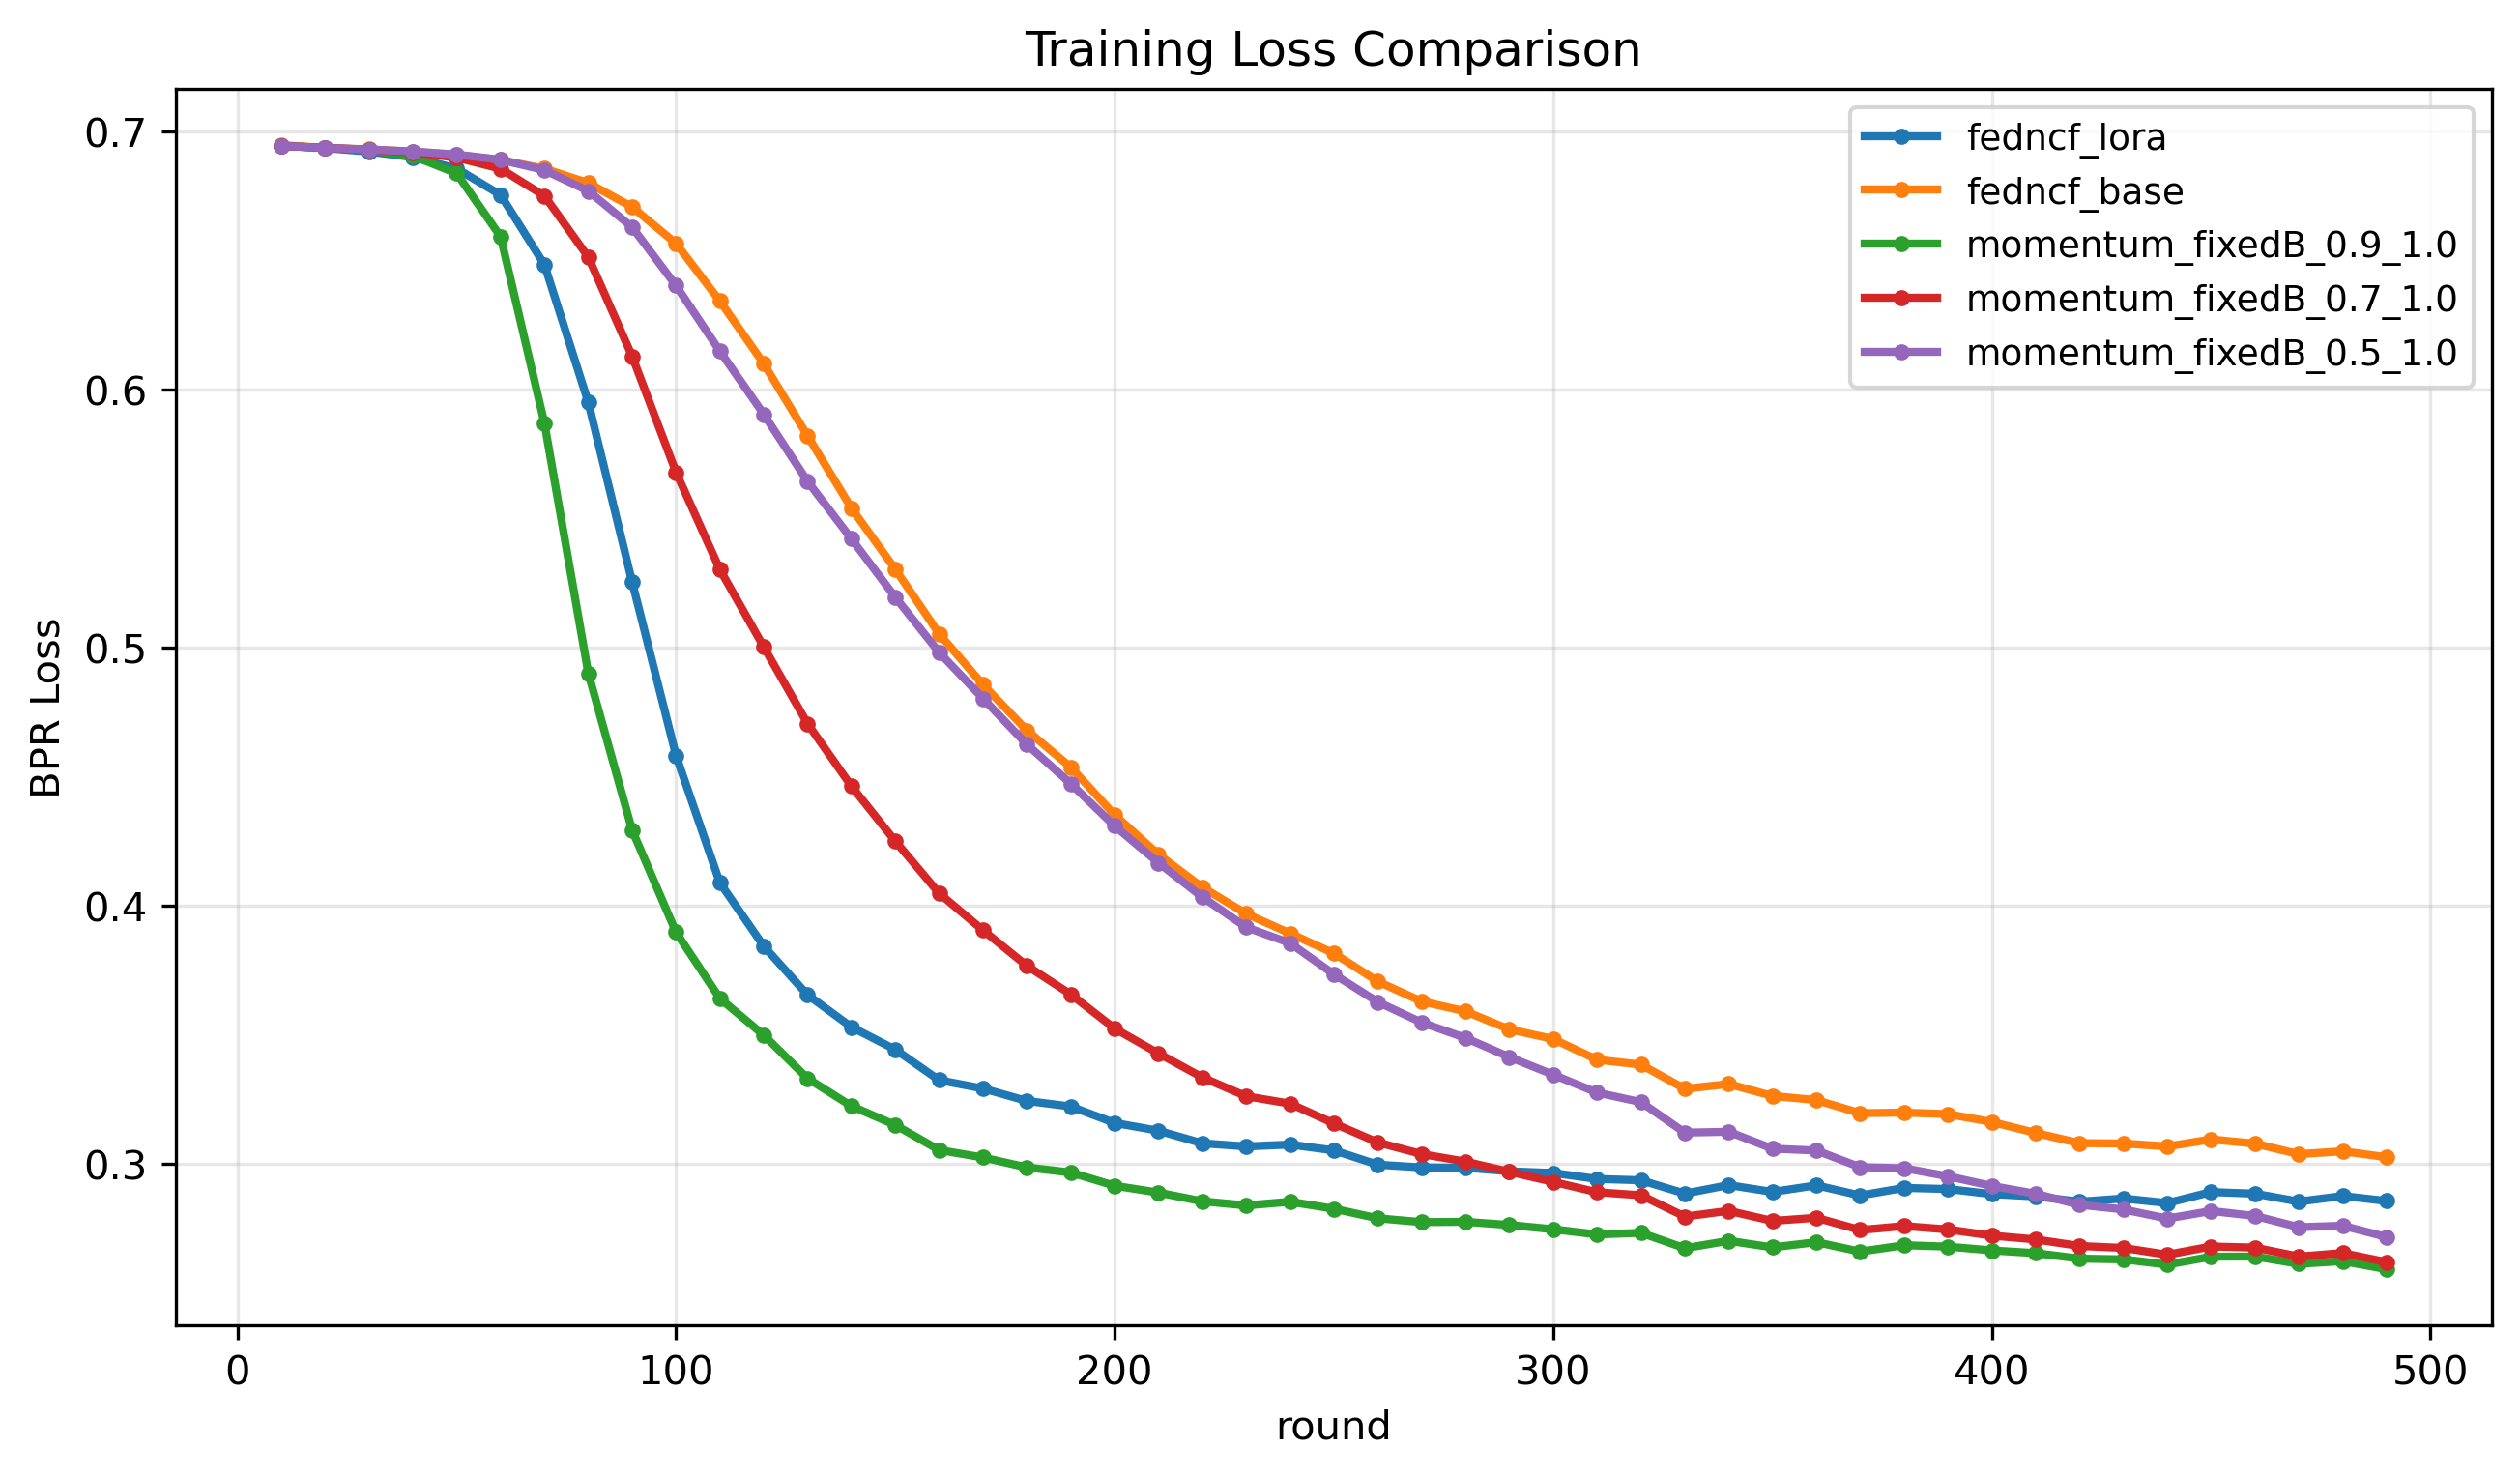 Training Loss Comparison
0.7
0.6
0.5
0.4
0.3
BPR Loss
fedncf_lora
fedncf_base
momentum_fixedB_0.9_1.0
momentum_fixedB_0.7_1.0
momentum_fixedB_0.5_1.0
0 100 200 300 400 500
round